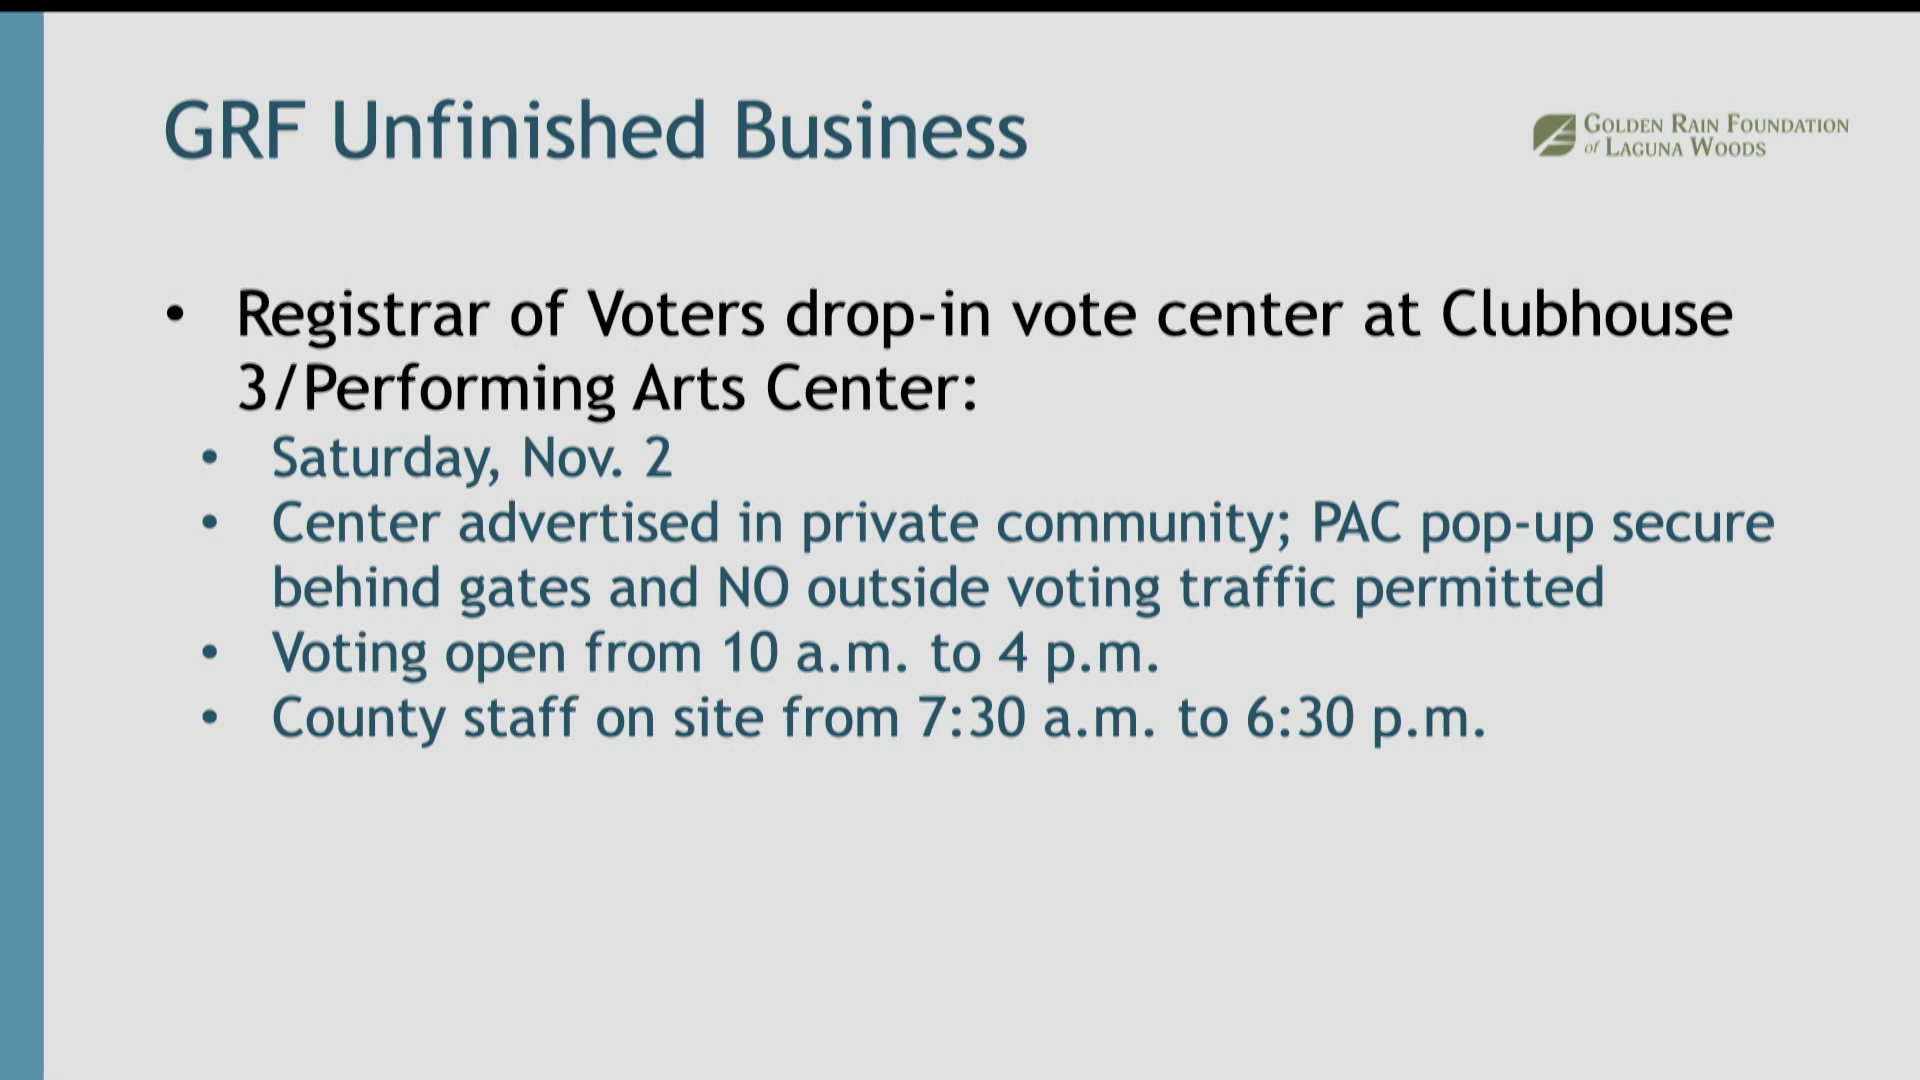 GRF Unfinished Business
GOLDEN RAIN FOUNDATION
of LAGUNA WOODS
• Registrar of Voters drop-in vote center at Clubhouse
3/Performing Arts Center:
• Saturday, Nov. 2
• Center advertised in private community; PAC pop-up secure
behind gates and NO outside voting traffic permitted
• Voting open from 10 a.m. to 4 p.m.
• County staff on site from 7:30 a.m. to 6:30 p.m.